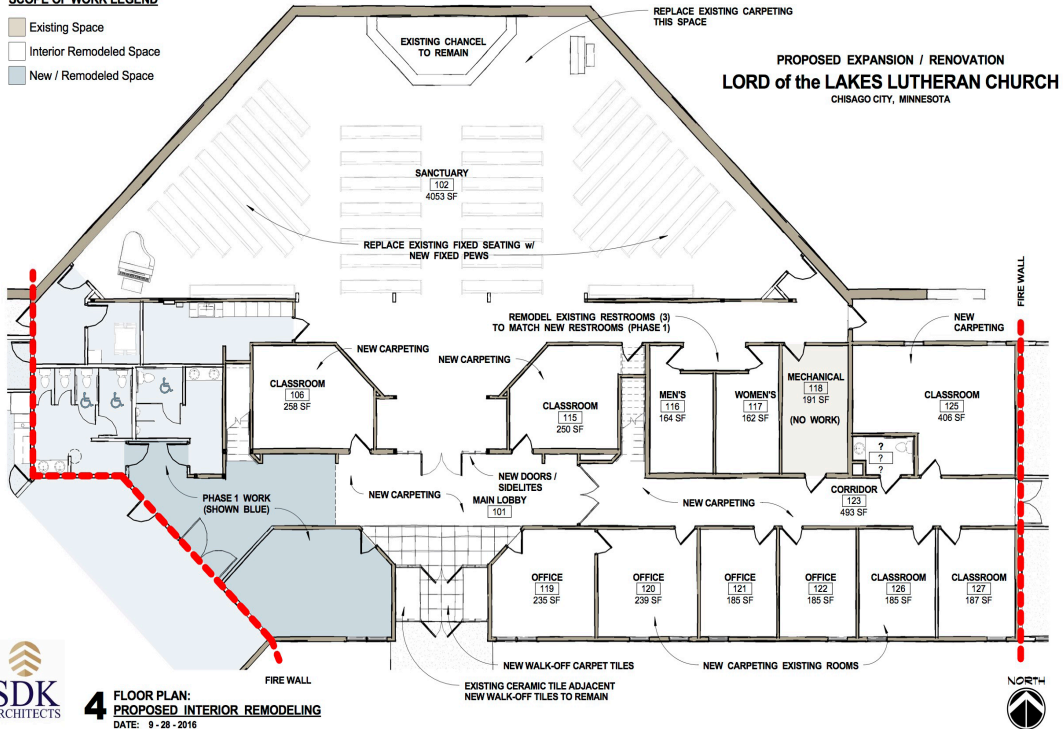 SCOPE OF WORK LEGEND
Existing Space
Interior Remodeled Space
New / Remodeled Space
REPLACE EXISTING CARPETING
THIS SPACE
EXISTING CHANCEL
TO REMAIN
PROPOSED EXPANSION / RENOVATION
LORD of the LAKES LUTHERAN CHURCH
CHISAGO CITY, MINNESOTA
SANCTUARY
102
4053 SF
REPLACE EXISTING FIXED SEATING w/
NEW FIXED PEWS
FIRE WALL
REMODEL EXISTING RESTROOMS (3)
TO MATCH NEW RESTROOMS (PHASE 1)
NEW
CARPETING
NEW CARPETING
NEW CARPETING
CLASSROOM
106
258 SF
CLASSROOM
115
250 SF
MEN'S
116
164 SF
WOMEN'S
117
162 SF
MECHANICAL
118
191 SF
(NO WORK)
CLASSROOM
125
406 SF
?
?
?
NEW DOORS /
SIDELITES
PHASE 1 WORK
(SHOWN BLUE)
NEW CARPETING
MAIN LOBBY
101
NEW CARPETING
CORRIDOR
123
493 SF
OFFICE
119
235 SF
OFFICE
120
239 SF
OFFICE
121
185 SF
OFFICE
122
185 SF
CLASSROOM
126
185 SF
CLASSROOM
127
187 SF
NEW WALK-OFF CARPET TILES
NEW CARPETING EXISTING ROOMS
FIRE WALL
EXISTING CERAMIC TILE ADJACENT
NEW WALK-OFF TILES TO REMAIN
SDK
ARCHITECTS
4
FLOOR PLAN:
PROPOSED INTERIOR REMODELING
DATE: 9 - 28 - 2016
NORTH